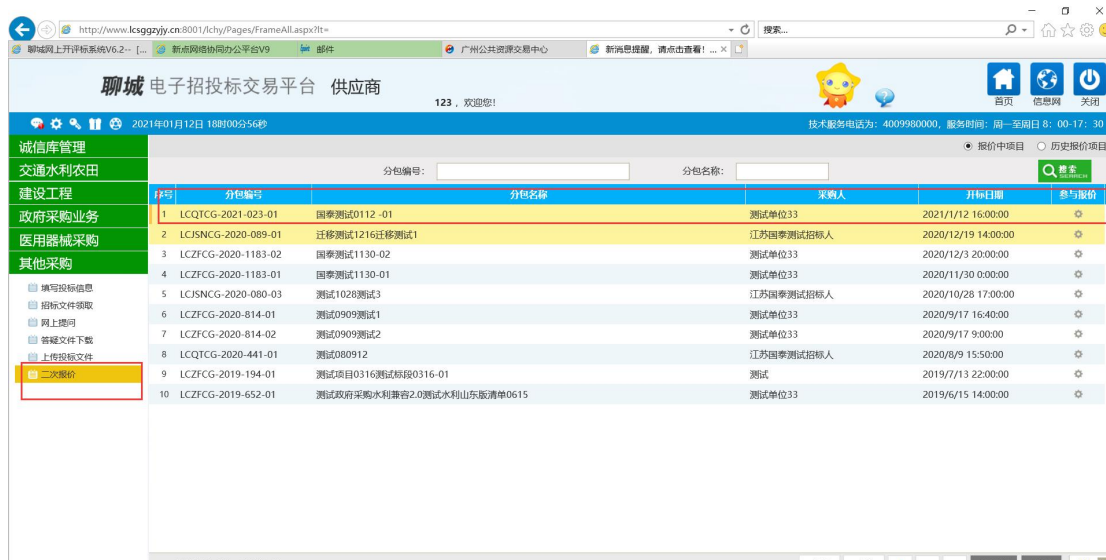 http://www.lcsggzyjy.cn:8001/lchy/Pages/FrameAll.aspx?lt=
搜索...
聊城网上开评标系统V6.2-- [...
新点网络协同办公平台V9
邮件
广州公共资源交易中心
新消息提醒，请点击查看！ ...
聊城 电子招投标交易平台 供应商
123 ，欢迎您!
首页 信息网 关闭
2021年01月12日 18时00分56秒
技术服务电话为：4009980000，服务时间：周一至周日 8：00-17：30
诚信库管理
交通水利农田
建设工程
政府采购业务
医用器械采购
其他采购
填写投标信息
招标文件领取
网上提问
答疑文件下载
上传投标文件
二次报价
报价中项目 历史报价项目
分包编号： 分包名称： 搜索 SEARCH
序号 分包编号 分包名称 采购人 开标日期 参与报价
1 LCQTCG-2021-023-01 国泰测试0112 -01 测试单位33 2021/1/12 16:00:00
2 LCJSNCG-2020-089-01 迁移测试1216迁移测试1 江苏国泰测试招标人 2020/12/19 14:00:00
3 LCZFCG-2020-1183-02 国泰测试1130-02 测试单位33 2020/12/3 20:00:00
4 LCZFCG-2020-1183-01 国泰测试1130-01 测试单位33 2020/11/30 0:00:00
5 LCJSNCG-2020-080-03 测试1028测试3 江苏国泰测试招标人 2020/10/28 17:00:00
6 LCZFCG-2020-814-01 测试0909测试1 测试单位33 2020/9/17 16:40:00
7 LCZFCG-2020-814-02 测试0909测试2 测试单位33 2020/9/17 9:00:00
8 LCQTCG-2020-441-01 测试080912 江苏国泰测试招标人 2020/8/9 15:50:00
9 LCZFCG-2019-194-01 测试项目0316测试标段0316-01 测试 2019/7/13 22:00:00
10 LCZFCG-2019-652-01 测试政府采购水利兼容2.0测试水利山东版清单0615 测试单位33 2019/6/15 14:00:00